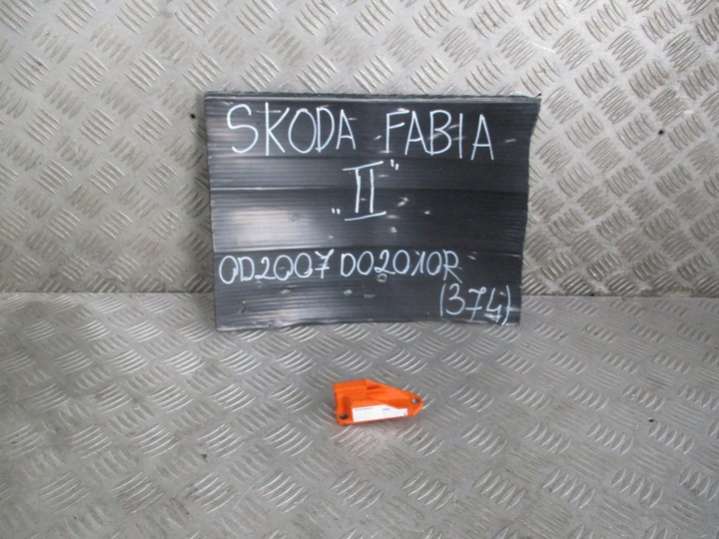 SKODA FABIA
„II”
OD2007 DO2010R
(374)